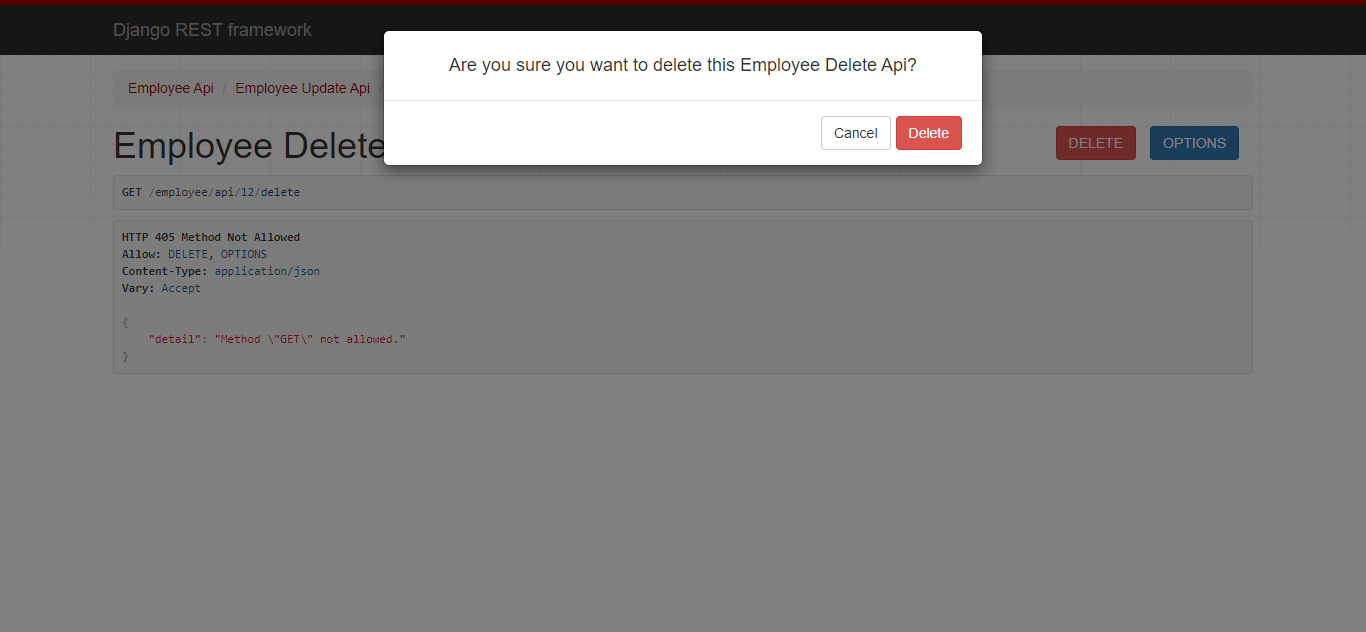 Django REST framework
Are you sure you want to delete this Employee Delete Api?
Cancel Delete
Employee Api / Employee Update Api /
Employee Delete
DELETE OPTIONS
GET /employee/api/12/delete
HTTP 405 Method Not Allowed
Allow: DELETE, OPTIONS
Content-Type: application/json
Vary: Accept
{
    "detail": "Method \"GET\" not allowed."
}